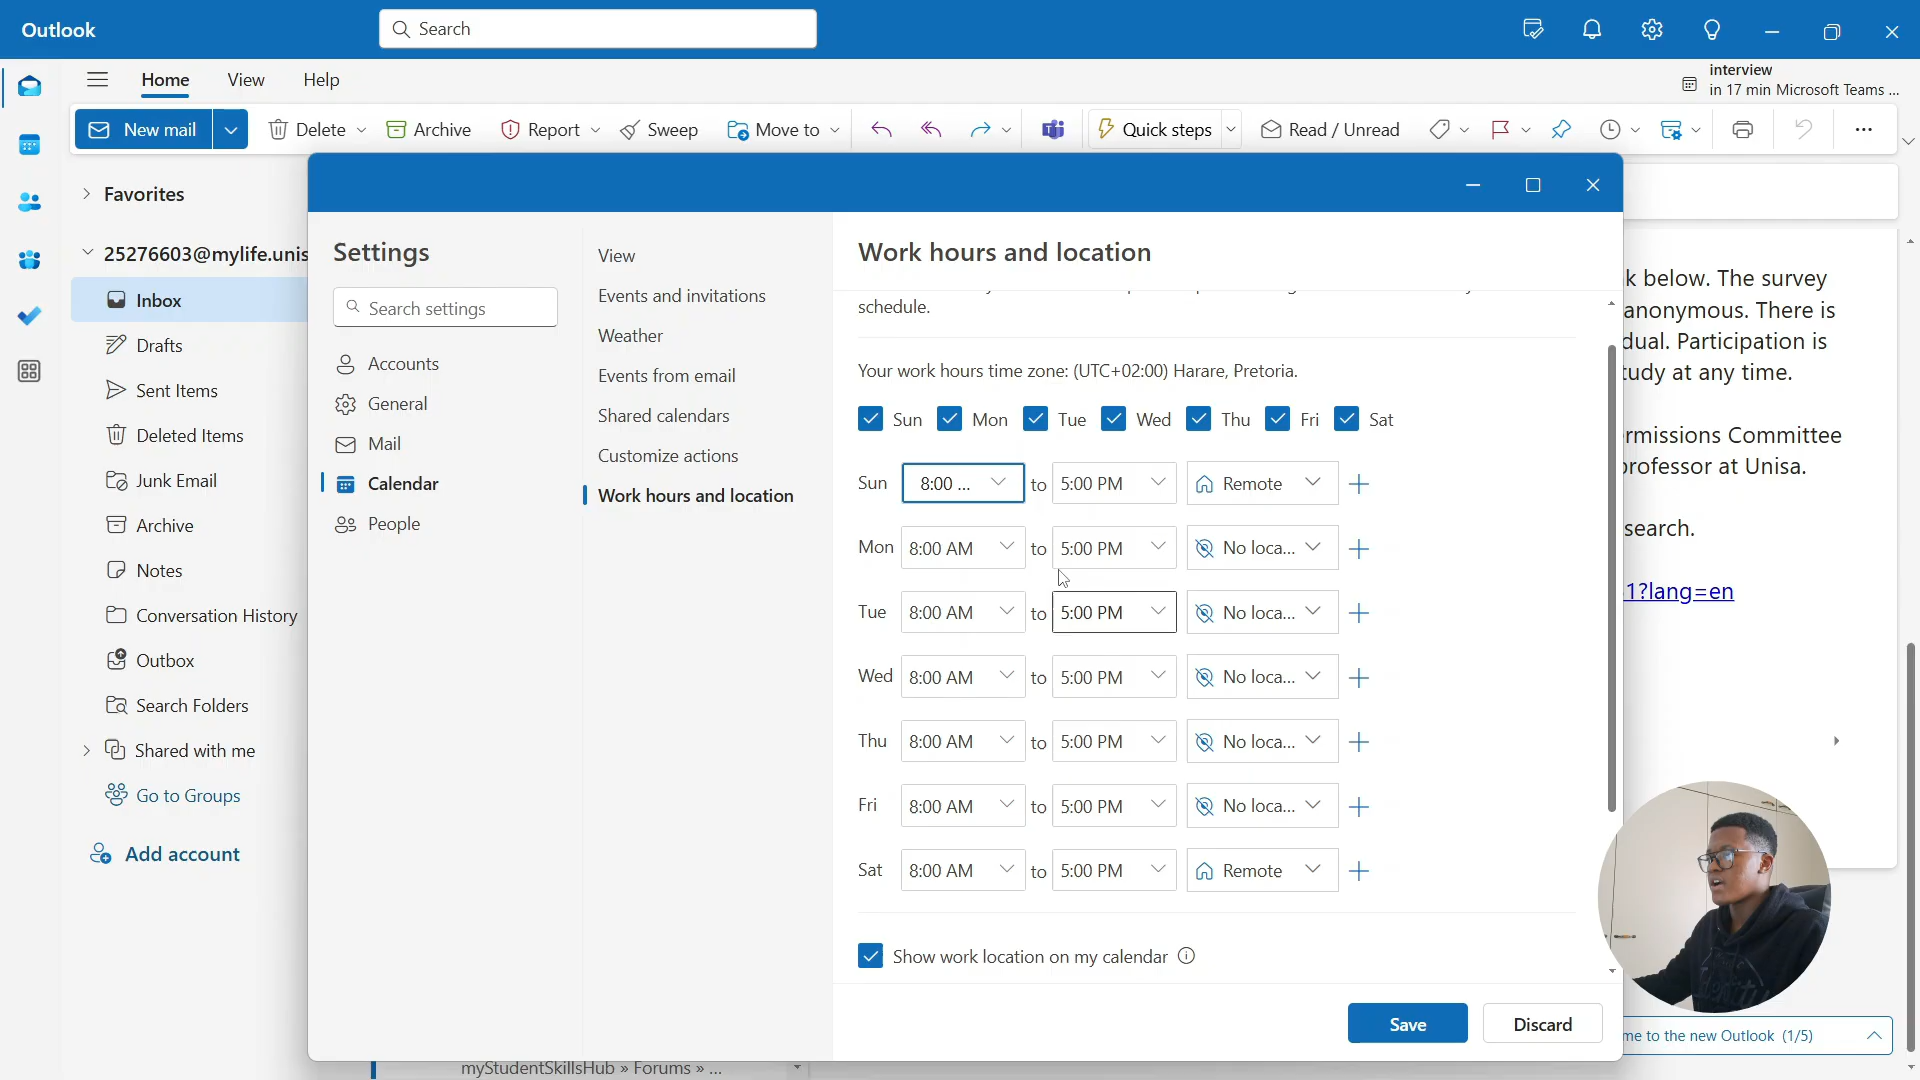 Outlook
Search
Home
View
Help
interview
in 17 min Microsoft Teams ...
New mail
Delete
Archive
Report
Sweep
Move to
Quick steps
Read / Unread
Favorites
25276603@mylife.unis
Inbox
Drafts
Sent Items
Deleted Items
Junk Email
Archive
Notes
Conversation History
Outbox
Search Folders
Shared with me
Go to Groups
Add account
Settings
Search settings
Accounts
General
Mail
Calendar
People
View
Events and invitations
Weather
Events from email
Shared calendars
Customize actions
Work hours and location
Work hours and location
schedule.
Your work hours time zone: (UTC+02:00) Harare, Pretoria.
Sun Mon Tue Wed Thu Fri Sat
Sun 8:00 ... to 5:00 PM Remote
Mon 8:00 AM to 5:00 PM No loca...
Tue 8:00 AM to 5:00 PM No loca...
Wed 8:00 AM to 5:00 PM No loca...
Thu 8:00 AM to 5:00 PM No loca...
Fri 8:00 AM to 5:00 PM No loca...
Sat 8:00 AM to 5:00 PM Remote
Show work location on my calendar
Save
Discard
k below. The survey
anonymous. There is
dual. Participation is
tudy at any time.
rmissions Committee
professor at Unisa.
search.
1?lang=en
me to the new Outlook (1/5)
myStudentSkillsHub » Forums » ...